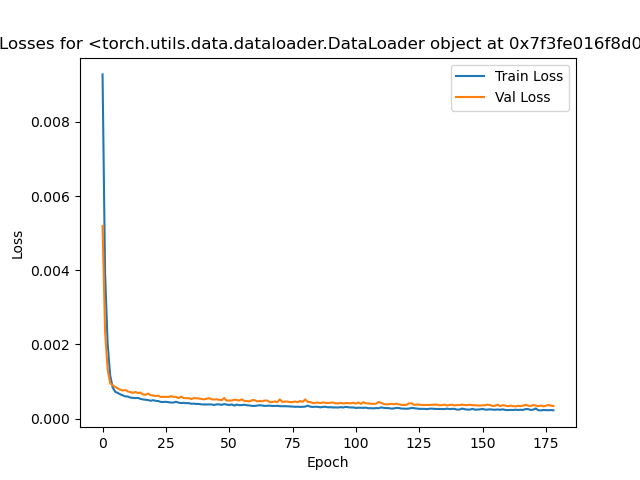 Losses for <torch.utils.data.dataloader.DataLoader object at 0x7f3fe016f8d0
Train Loss
Val Loss
0.008
0.006
0.004
0.002
0.000
Loss
0 25 50 75 100 125 150 175
Epoch